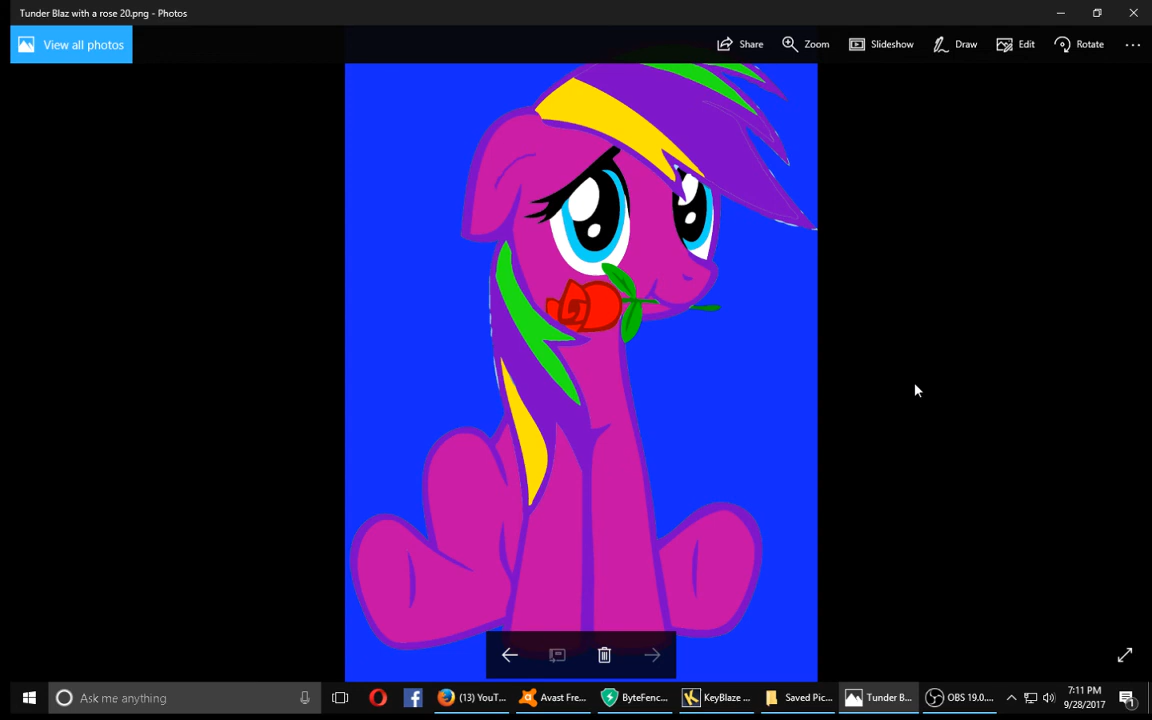 Tunder Blaz with a rose 20.png - Photos
View all photos
Share
Zoom
Slideshow
Draw
Edit
Rotate
Ask me anything
(13) YouT...
Avast Fre...
ByteFenc...
KeyBlaze ...
Saved Pic...
Tunder B...
OBS 19.0....
7:11 PM
9/28/2017
1